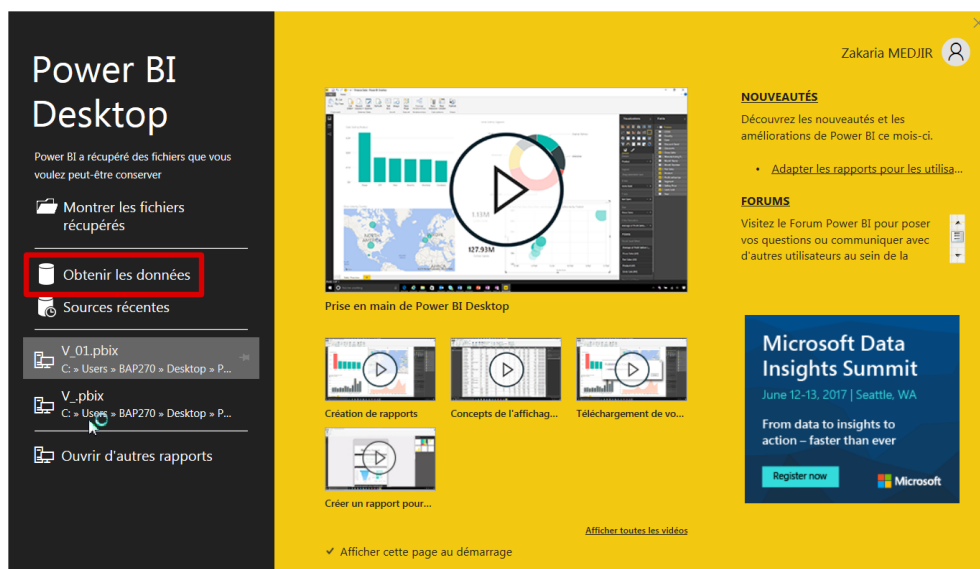 Power BI
Desktop
Power BI a récupéré des fichiers que vous
voulez peut-être conserver
Montrer les fichiers
récupérés
Obtenir les données
Sources récentes
V_01.pbix
C: » Users » BAP270 » Desktop » P...
V_.pbix
C: » Users » BAP270 » Desktop » P...
Ouvrir d'autres rapports
113M
127.93M
Prise en main de Power BI Desktop
Création de rapports
Concepts de l'affichag...
Téléchargement de vo...
Créer un rapport pour...
Afficher toutes les vidéos
Afficher cette page au démarrage
Zakaria MEDJIR
NOUVEAUTÉS
Découvrez les nouveautés et les
améliorations de Power BI ce mois-ci.
• Adapter les rapports pour les utilisa...
FORUMS
Visitez le Forum Power BI pour poser
vos questions ou communiquer avec
d'autres utilisateurs au sein de la
Microsoft Data
Insights Summit
June 12-13, 2017 | Seattle, WA
From data to insights to
action – faster than ever
Register now
Microsoft